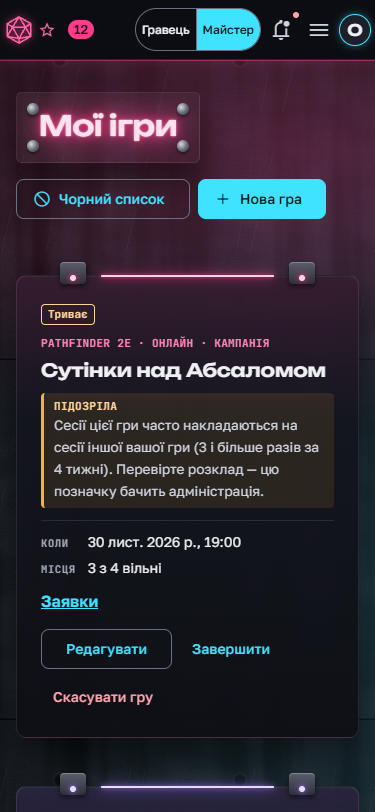 12
Гравець
Майстер
O
Мої ігри
Чорний список
Нова гра
Триває
PATHFINDER 2E · ОНЛАЙН · КАМПАНІЯ
Сутінки над Абсаломом
ПІДОЗРІЛА
Сесії цієї гри часто накладаються на
сесії іншої вашої гри (3 і більше разів за
4 тижні). Перевірте розклад — цю
позначку бачить адміністрація.
КОЛИ 30 лист. 2026 р., 19:00
МІСЦЯ 3 з 4 вільні
Заявки
Редагувати
Завершити
Скасувати гру